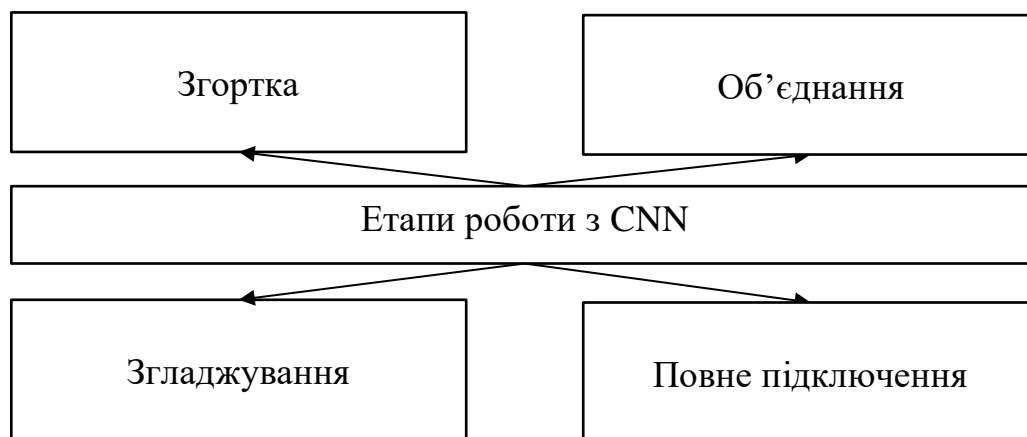 Згортка
Об’єднання
Етапи роботи з CNN
Згладжування
Повне підключення